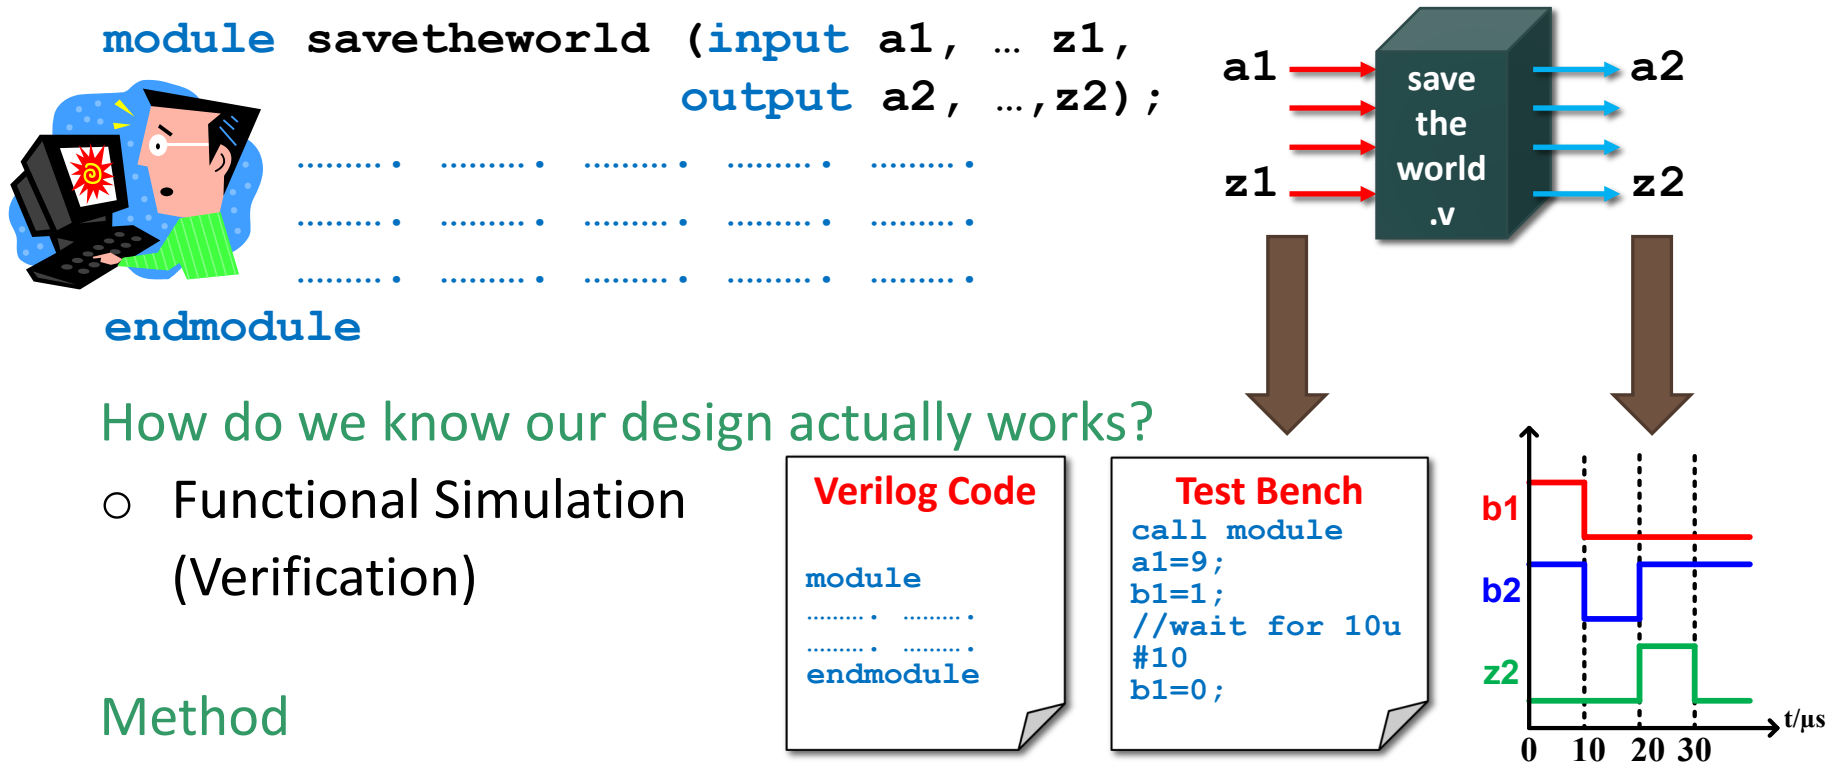 module savetheworld (input a1, … z1,
output a2, …,z2);
………. ………. ………. ………. ……….
………. ………. ………. ………. ……….
………. ………. ………. ………. ……….
endmodule
a1
z1
save
the
world
.v
a2
z2
How do we know our design actually works?
o Functional Simulation
(Verification)
Method
Verilog Code
module
………. ……….
………. ……….
endmodule
Test Bench
call module
a1=9;
b1=1;
//wait for 10u
#10
b1=0;
b1
b2
z2
t/µs
0 10 20 30